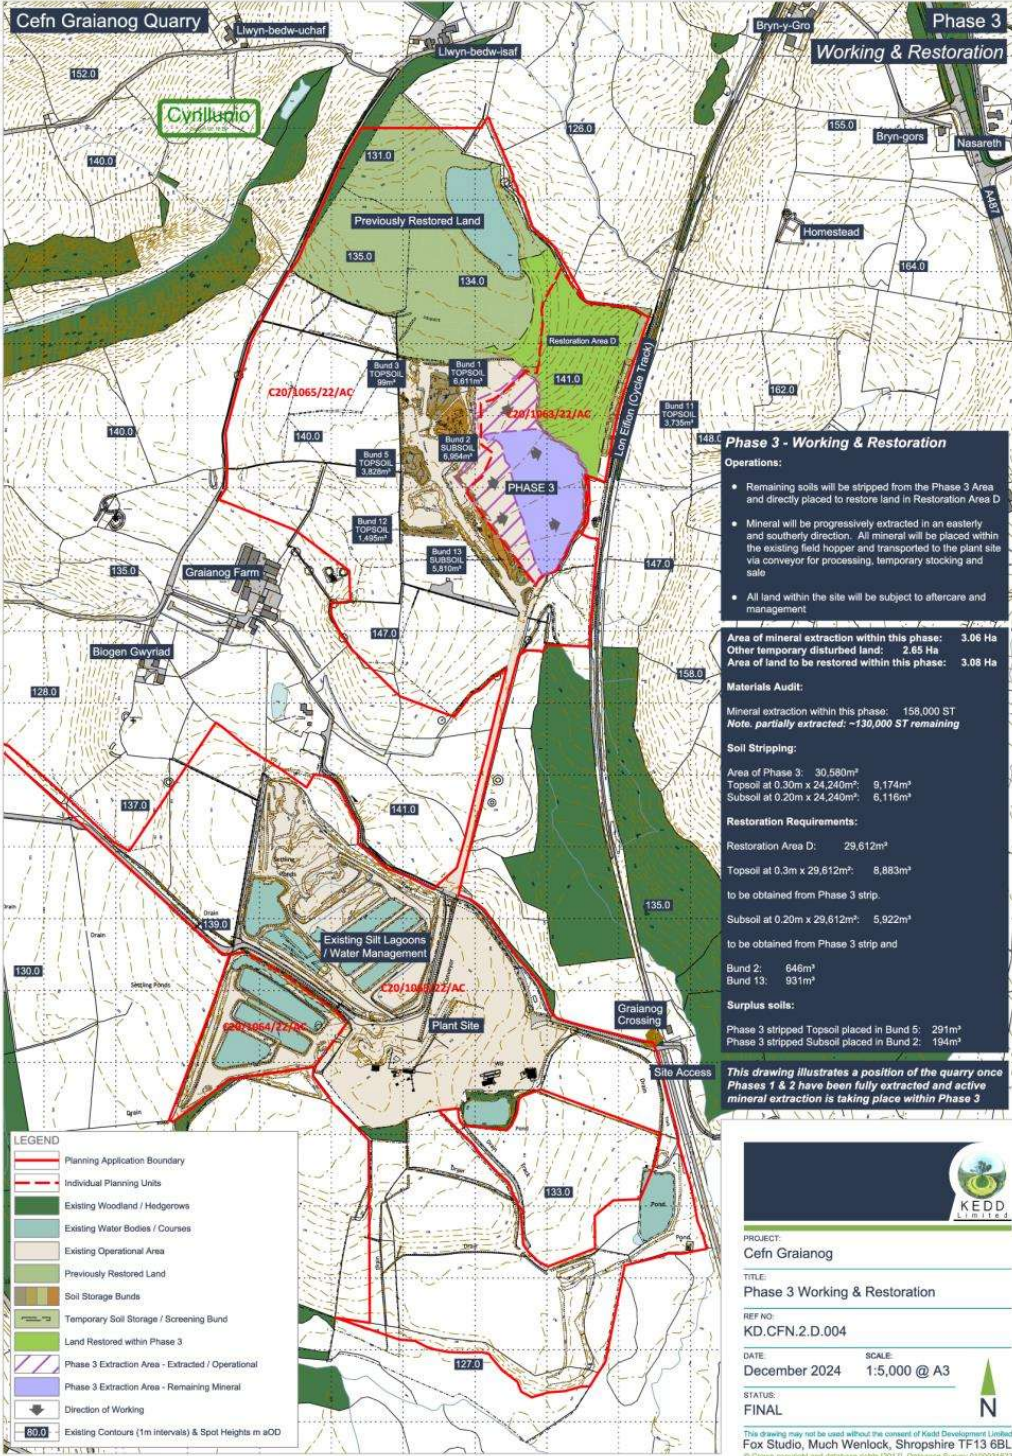 Cefn Graianog Quarry
Phase 3
Working & Restoration
Llwyn-bedw-uchaf
Llwyn-bedw-isaf
Bryn-y-Gro
152.0
Cynllunio
126.0
155.0
Bryn-gors
Nasareth
131.0
140.0
A487
Previously Restored Land
Homestead
135.0
134.0
164.0
Restoration Area D
Lon Eifion (Cycle Track)
Bund 3
TOPSOIL
99m³
Bund 1
TOPSOIL
6,611m³
141.0
162.0
C20/1065/22/AC
C20/1063/22/AC
Bund 11
TOPSOIL
3,735m³
140.0
140.0
148.0
Bund 2
SUBSOIL
6,954m³
Bund 5
TOPSOIL
3,828m³
PHASE 3
Bund 12
TOPSOIL
1,495m³
Bund 13
SUBSOIL
5,810m³
135.0
Graianog Farm
147.0
147.0
Biogen Gwyriad
158.0
128.0
137.0
141.0
Settling
Ponds
135.0
Drain
Drain
Drain
139.0
Existing Silt Lagoons
/ Water Management
Conveyor
130.0
Settling Ponds
C20/1065/22/AC
C20/1064/22/AC
Plant Site
Graianog
Crossing
Site Access
WB
Drain
Drain
Pond
Drain
Track
Drain
133.0
Pond
Pond
Drain
Drain
127.0
Phase 3 - Working & Restoration
Operations:
• Remaining soils will be stripped from the Phase 3 Area
and directly placed to restore land in Restoration Area D
• Mineral will be progressively extracted in an easterly
and southerly direction. All mineral will be placed within
the existing field hopper and transported to the plant site
via conveyor for processing, temporary stocking and
sale
• All land within the site will be subject to aftercare and
management
Area of mineral extraction within this phase: 3.06 Ha
Other temporary disturbed land: 2.65 Ha
Area of land to be restored within this phase: 3.08 Ha
Materials Audit:
Mineral extraction within this phase: 158,000 ST
Note. partially extracted: ~130,000 ST remaining
Soil Stripping:
Area of Phase 3: 30,580m²
Topsoil at 0.30m x 24,240m²: 9,174m³
Subsoil at 0.20m x 24,240m²: 6,116m³
Restoration Requirements:
Restoration Area D: 29,612m²
Topsoil at 0.3m x 29,612m²: 8,883m³
to be obtained from Phase 3 strip.
Subsoil at 0.20m x 29,612m²: 5,922m³
to be obtained from Phase 3 strip and
Bund 2: 646m³
Bund 13: 931m³
Surplus soils:
Phase 3 stripped Topsoil placed in Bund 5: 291m³
Phase 3 stripped Subsoil placed in Bund 2: 194m³
This drawing illustrates a position of the quarry once
Phases 1 & 2 have been fully extracted and active
mineral extraction is taking place within Phase 3
LEGEND
Planning Application Boundary
Individual Planning Units
Existing Woodland / Hedgerows
Existing Water Bodies / Courses
Existing Operational Area
Previously Restored Land
Soil Storage Bunds
Temporary Soil Storage / Screening Bund
Land Restored within Phase 3
Phase 3 Extraction Area - Extracted / Operational
Phase 3 Extraction Area - Remaining Mineral
Direction of Working
80.0 Existing Contours (1m intervals) & Spot Heights m aOD
KEDD
Limited
PROJECT:
Cefn Graianog
TITLE:
Phase 3 Working & Restoration
REF NO:
KD.CFN.2.D.004
DATE:
December 2024
SCALE:
1:5,000 @ A3
STATUS:
FINAL
N
This drawing may not be used without the consent of Kedd Development Limited
Fox Studio, Much Wenlock, Shropshire TF13 6BL